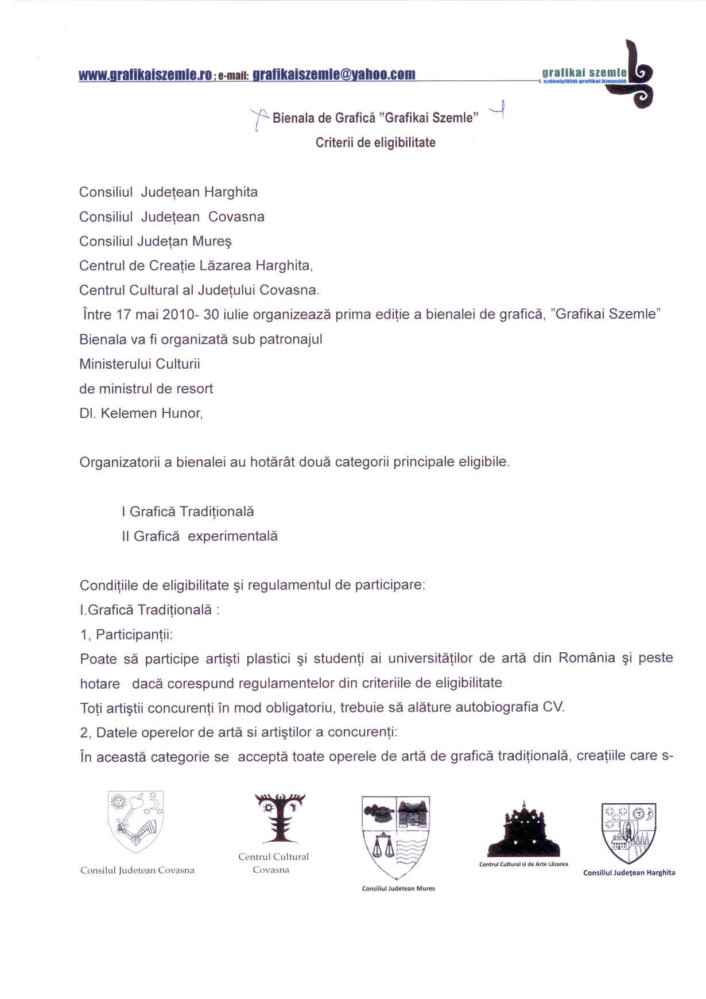 www.grafikaiszemle.ro ; e-mail: grafikaiszemle@yahoo.com
grafikai szemle
I. székelyföldi grafikai biennálé
Bienala de Grafică ”Grafikai Szemle”
Criterii de eligibilitate
Consiliul Județean Harghita
Consiliul Județean Covasna
Consiliul Județan Mureş
Centrul de Creație Lăzarea Harghita,
Centrul Cultural al Județului Covasna.
Între 17 mai 2010- 30 iulie organizează prima ediție a bienalei de grafică, ”Grafikai Szemle”
Bienala va fi organizată sub patronajul
Ministerului Culturii
de ministrul de resort
Dl. Kelemen Hunor,
Organizatorii a bienalei au hotărât două categorii principale eligibile.
I Grafică Tradițională
II Grafică experimentală
Condițiile de eligibilitate şi regulamentul de participare:
I.Grafică Tradițională :
1, Participanții:
Poate să participe artişti plastici şi studenți ai universităților de artă din România şi peste
hotare dacă corespund regulamentelor din criteriile de eligibilitate
Toți artiştii concurenți în mod obligatoriu, trebuie să alăture autobiografia CV.
2, Datele operelor de artă si artiştilor a concurenți:
În această categorie se acceptă toate operele de artă de grafică tradițională, creațiile care s-
Consilul Judetean Covasna
Centrul Cultural
Covasna
Consiliul Judetean Mures
Centrul Cultural si de Arte Lăzarea
Consiliul Județean Harghita